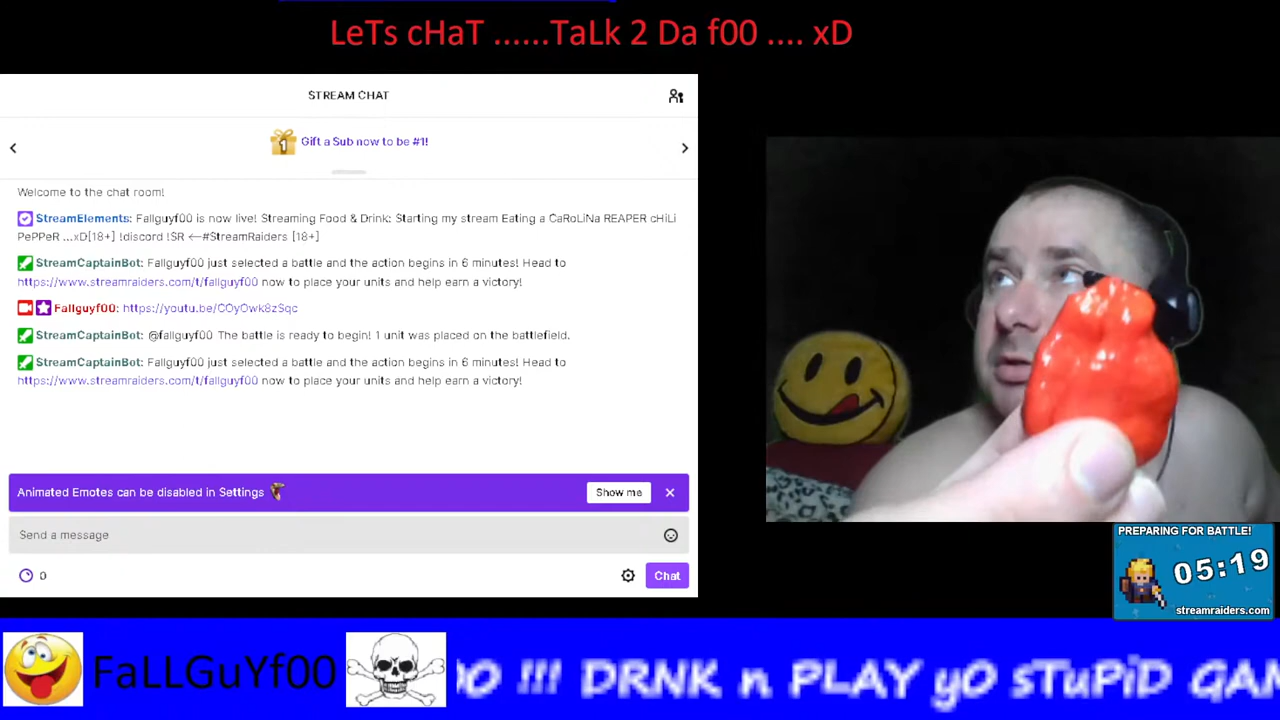 LeTs cHaT ......TaLk 2 Da f00 .... xD
STREAM CHAT
1
Gift a Sub now to be #1!
Welcome to the chat room!
StreamElements: Fallguyf00 is now live! Streaming Food & Drink: Starting my stream Eating a CaRoLiNa REAPER cHiLi
PePPeR ...xD[18+] !discord !SR <-#StreamRaiders [18+]
StreamCaptainBot: Fallguyf00 just selected a battle and the action begins in 6 minutes! Head to
https://www.streamraiders.com/t/fallguyf00 now to place your units and help earn a victory!
Fallguyf00: https://youtu.be/COyOwk8zSqc
StreamCaptainBot: @fallguyf00 The battle is ready to begin! 1 unit was placed on the battlefield.
StreamCaptainBot: Fallguyf00 just selected a battle and the action begins in 6 minutes! Head to
https://www.streamraiders.com/t/fallguyf00 now to place your units and help earn a victory!
Animated Emotes can be disabled in Settings
Show me
Send a message
0
Chat
PREPARING FOR BATTLE!
05:19
streamraiders.com
FaLLGuYf00
!!! DRNK n PLAY yO sTuPiD GAM